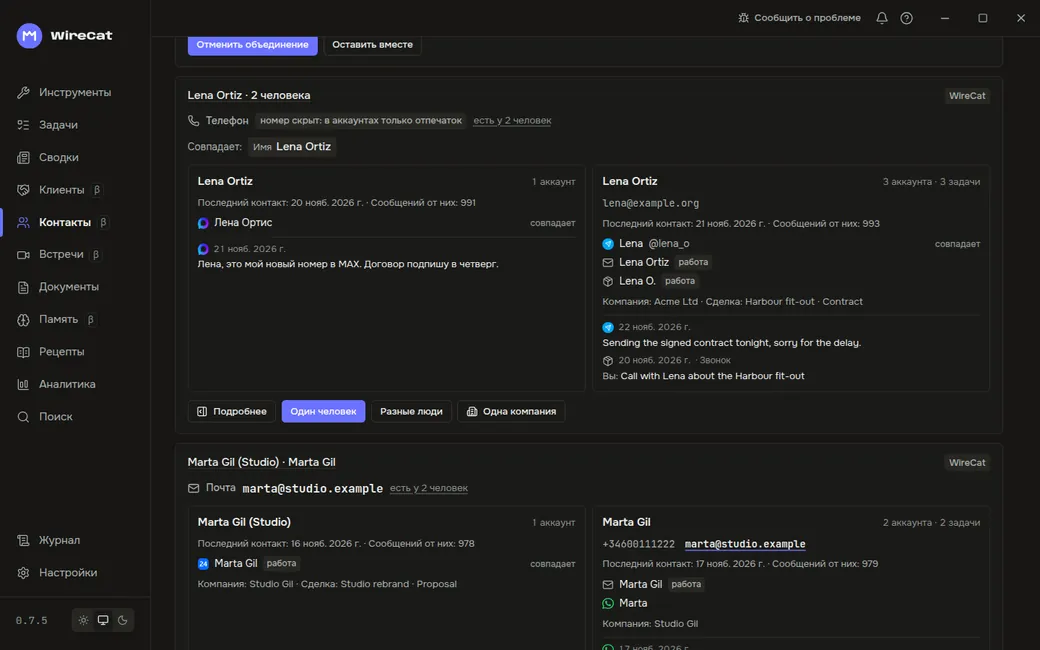 WireCat
Сообщить о проблеме
Инструменты
Задачи
Сводки
Клиенты β
Контакты β
Встречи β
Документы
Память β
Рецепты
Аналитика
Поиск
Журнал
Настройки
0.7.5
Отменить объединение
Оставить вместе
Lena Ortiz · 2 человека
WireCat
Телефон номер скрыт: в аккаунтах только отпечаток есть у 2 человек
Совпадает: Имя Lena Ortiz
Lena Ortiz
1 аккаунт
Последний контакт: 20 нояб. 2026 г. · Сообщений от них: 991
Лена Ортис
совпадает
21 нояб. 2026 г.
Лена, это мой новый номер в MAX. Договор подпишу в четверг.
Lena Ortiz
3 аккаунта · 3 задачи
lena@example.org
Последний контакт: 21 нояб. 2026 г. · Сообщений от них: 993
Lena @lena_o
совпадает
Lena Ortiz работа
Lena O. работа
Компания: Acme Ltd · Сделка: Harbour fit-out · Contract
22 нояб. 2026 г.
Sending the signed contract tonight, sorry for the delay.
20 нояб. 2026 г. · Звонок
Вы: Call with Lena about the Harbour fit-out
Подробнее
Один человек
Разные люди
Одна компания
Marta Gil (Studio) · Marta Gil
WireCat
Почта marta@studio.example есть у 2 человек
Marta Gil (Studio)
1 аккаунт
Последний контакт: 16 нояб. 2026 г. · Сообщений от них: 978
24 Marta Gil работа
совпадает
Компания: Studio Gil · Сделка: Studio rebrand · Proposal
Marta Gil
2 аккаунта · 2 задачи
+34600111222 marta@studio.example
Последний контакт: 17 нояб. 2026 г. · Сообщений от них: 979
Marta Gil работа
Marta
Компания: Studio Gil
17 нояб. 2026 г.